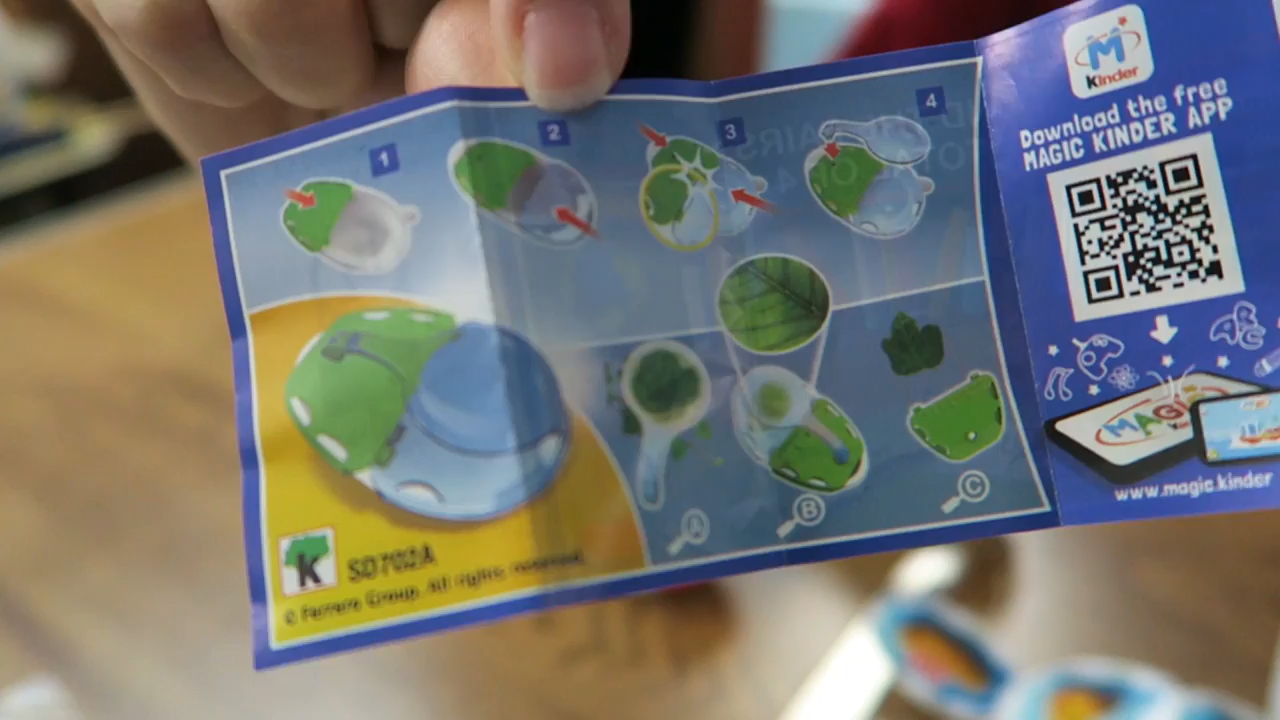 1
2
3
4
A
B
C
K
SD702A
© Ferrero Group. All rights reserved.
M
Kinder
Download the free
MAGIC KINDER APP
www.magic.kinder